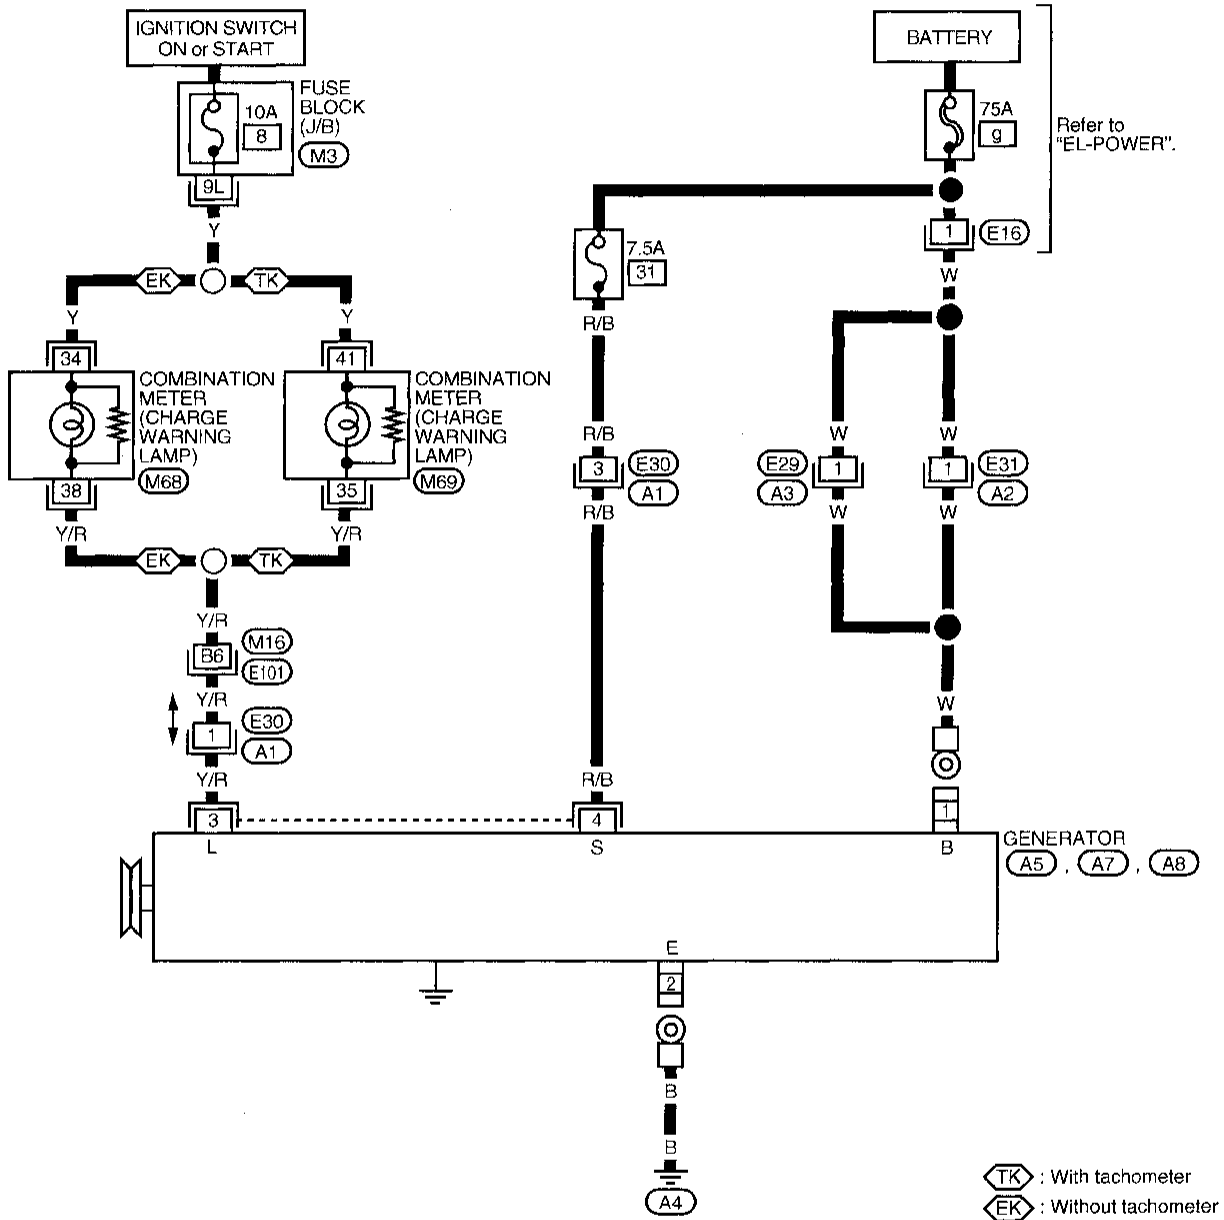 IGNITION SWITCH
ON or START
BATTERY
FUSE
BLOCK
(J/B)
10A
8
M3
9L
Y
75A
g
Refer to
"EL-POWER".
1
E16
W
7.5A
31
R/B
EK
TK
Y
Y
34
41
COMBINATION
METER
(CHARGE
WARNING
LAMP)
M68
COMBINATION
METER
(CHARGE
WARNING
LAMP)
M69
38
35
Y/R
Y/R
EK
TK
R/B
3
E30
A1
R/B
W
E29
1
A3
W
W
1
E31
A2
W
Y/R
B6
M16
E101
Y/R
1
E30
A1
Y/R
W
R/B
3
4
1
L
S
B
GENERATOR
A5 , A7 , A8
E
2
B
B
A4
TK : With tachometer
EK : Without tachometer